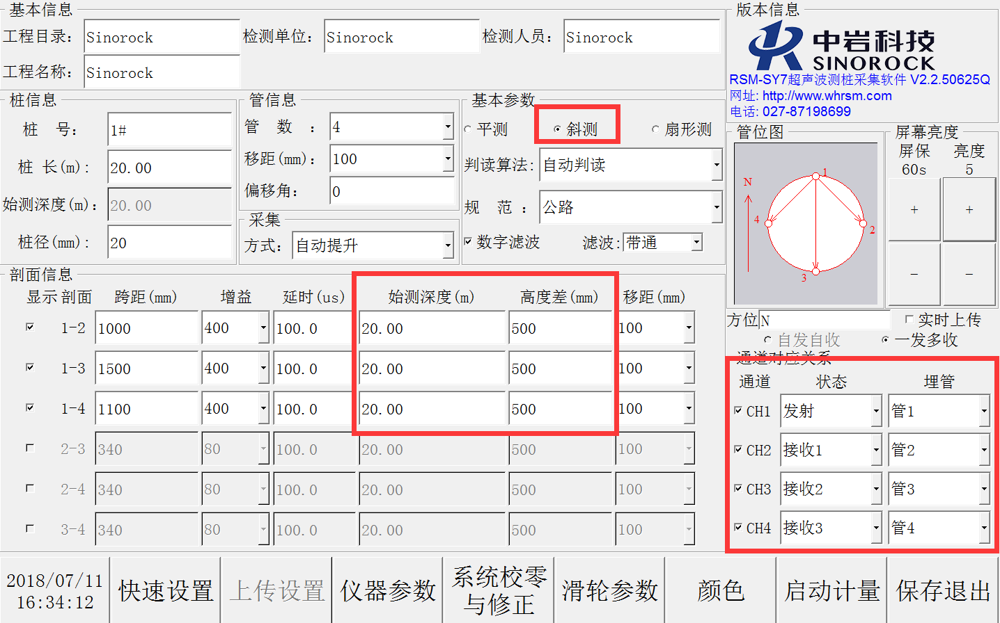 基本信息
工程目录: Sinorock 检测单位: Sinorock 检测人员: Sinorock
工程名称: Sinorock
版本信息
中岩科技
SINOROCK
RSM-SY7超声波测桩采集软件 V2.2.50625Q
网址: http://www.whrsm.com
电话: 027-87198699
桩信息
桩 号: 1#
桩 长(m): 20.00
始测深度(m): 20.00
桩径(mm): 20
管信息
管 数 : 4
移距(mm): 100
偏移角: 0
采集
方式: 自动提升
基本参数
平测 斜测 扇形测
判读算法: 自动判读
规 范 : 公路
数字滤波 滤波: 带通
管位图
N
1
2
3
4
屏幕亮度
屏保 亮度
60s 5
+ +
- -
方位 N 实时上传
自发自收 一发多收
剖面信息
显示 剖面 跨距(mm) 增益 延时(us) 始测深度(m) 高度差(mm) 移距(mm)
1-2 1000 400 100.0 20.00 500 100
1-3 1500 400 100.0 20.00 500 100
1-4 1100 400 100.0 20.00 500 100
2-3 340 80 100.0 20.00 500 100
2-4 340 80 100.0 20.00 500 100
3-4 340 80 100.0 20.00 500 100
通道对应关系
通道 状态 埋管
CH1 发射 管1
CH2 接收1 管2
CH3 接收2 管3
CH4 接收3 管4
2018/07/11
16:34:12
快速设置
上传设置
仪器参数
系统校零
与修正
滑轮参数
颜色
启动计量
保存退出